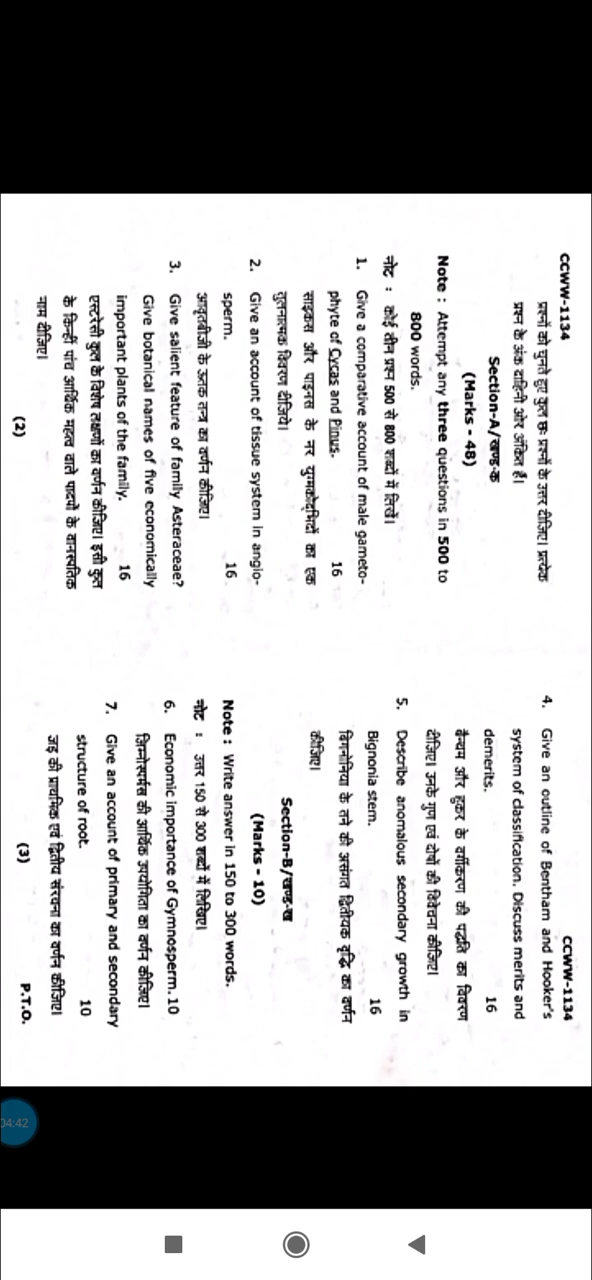 CCWW-1134
प्रश्नों को चुनते हुए कुल छः प्रश्नों के उत्तर दीजिए। प्रत्येक
प्रश्न के अंक दाहिनी ओर अंकित हैं।
Section-A/खण्ड-क
(Marks - 48)
Note : Attempt any three questions in 500 to
800 words.
नोट : कोई तीन प्रश्न 500 से 800 शब्दों में लिखें।
1. Give a comparative account of male gameto-
phyte of Cycas and Pinus. 16
साइकस और पाइनस के नर युग्मकोद्भिदों का एक
तुलनात्मक विवरण दीजिये।
2. Give an account of tissue system in angio-
sperm. 16
आवृतबीजी के ऊतक तन्त्र का वर्णन कीजिए।
3. Give salient feature of family Asteraceae?
Give botanical names of five economically
important plants of the family. 16
एस्टरेसी कुल के विशेष लक्षणों का वर्णन कीजिए। इसी कुल
के किन्हीं पांच आर्थिक महत्व वाले पादपों के वानस्पतिक
नाम दीजिए।
(2)
CCWW-1134
4. Give an outline of Bentham and Hooker's
system of classification. Discuss merits and
demerits. 16
बैन्थम और हुकर के वर्गीकरण की पद्धति का विवरण
दीजिए। उनके गुण एवं दोषों की विवेचना कीजिए।
5. Describe anomalous secondary growth in
Bignonia stem. 16
बिगनोनिया के तने की असंगत द्वितीयक वृद्धि का वर्णन
कीजिए।
Section-B/खण्ड-ख
(Marks - 10)
Note : Write answer in 150 to 300 words.
नोट : उत्तर 150 से 300 शब्दों में लिखिए।
6. Economic importance of Gymnosperm. 10
जिम्नोस्पर्मस की आर्थिक उपयोगिता का वर्णन कीजिए।
7. Give an account of primary and secondary
structure of root. 10
जड़ की प्राथमिक एवं द्वितीय संरचना का वर्णन कीजिए।
(3) P.T.O.
04:42